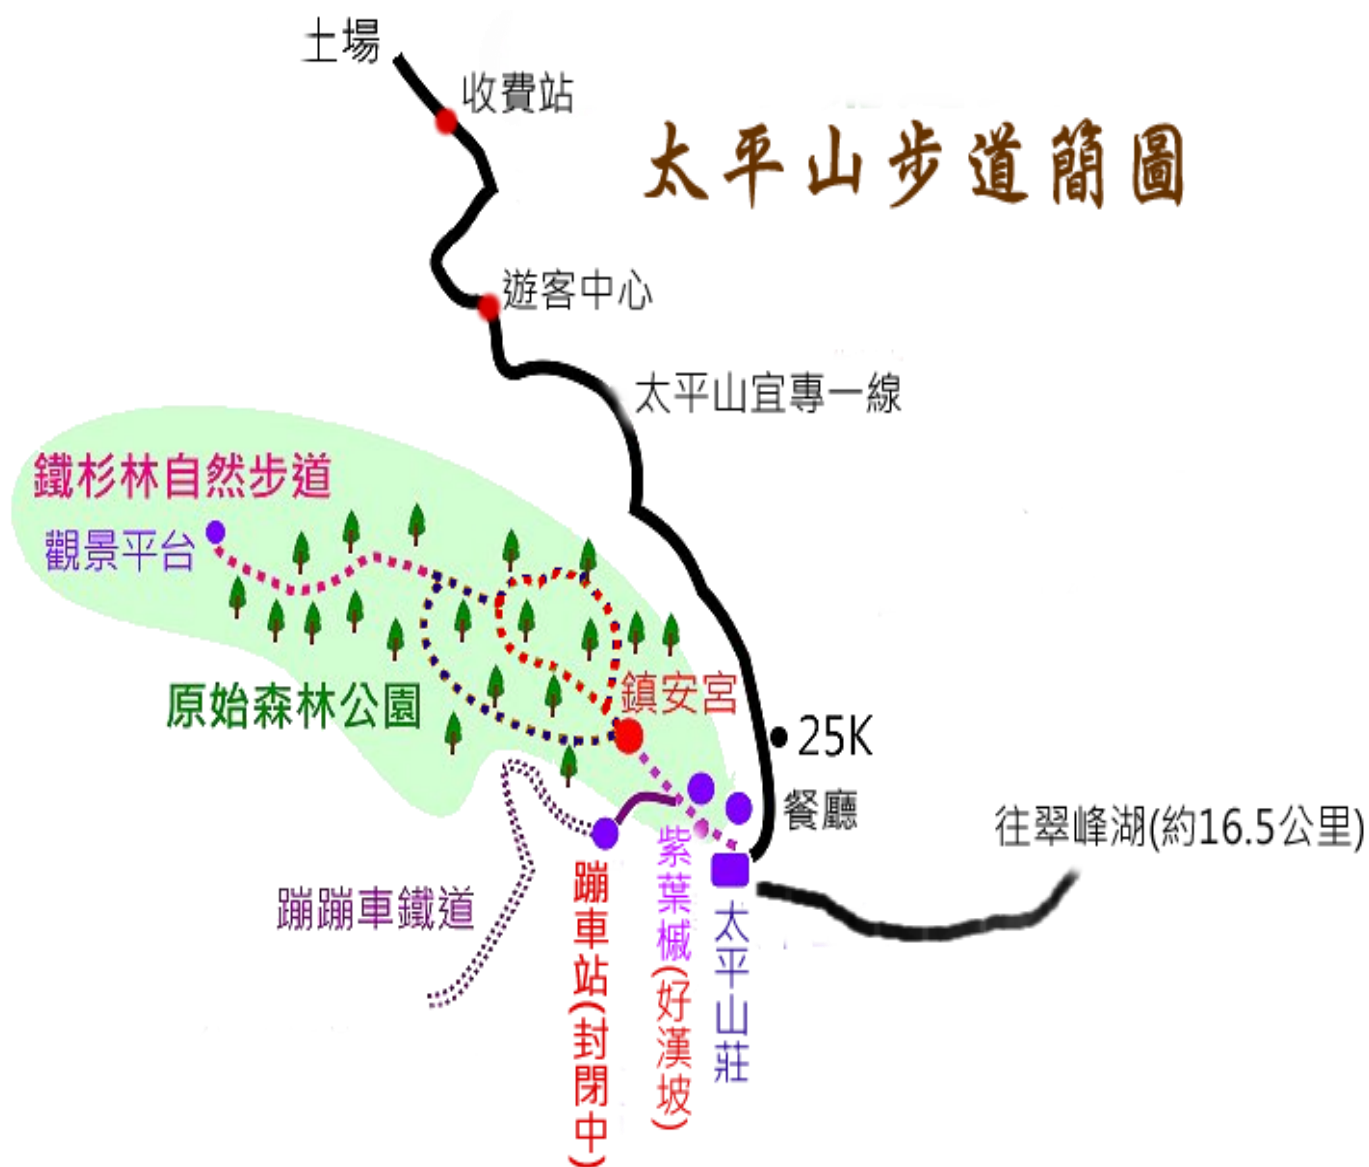 土場
收費站
太平山步道簡圖
遊客中心
太平山宜專一線
鐵杉林自然步道
觀景平台
原始森林公園
鎮安宮
25K
餐廳
往翠峰湖(約16.5公里)
蹦蹦車鐵道
蹦車站(封閉中)
紫葉槭(好漢坡)
太平山莊